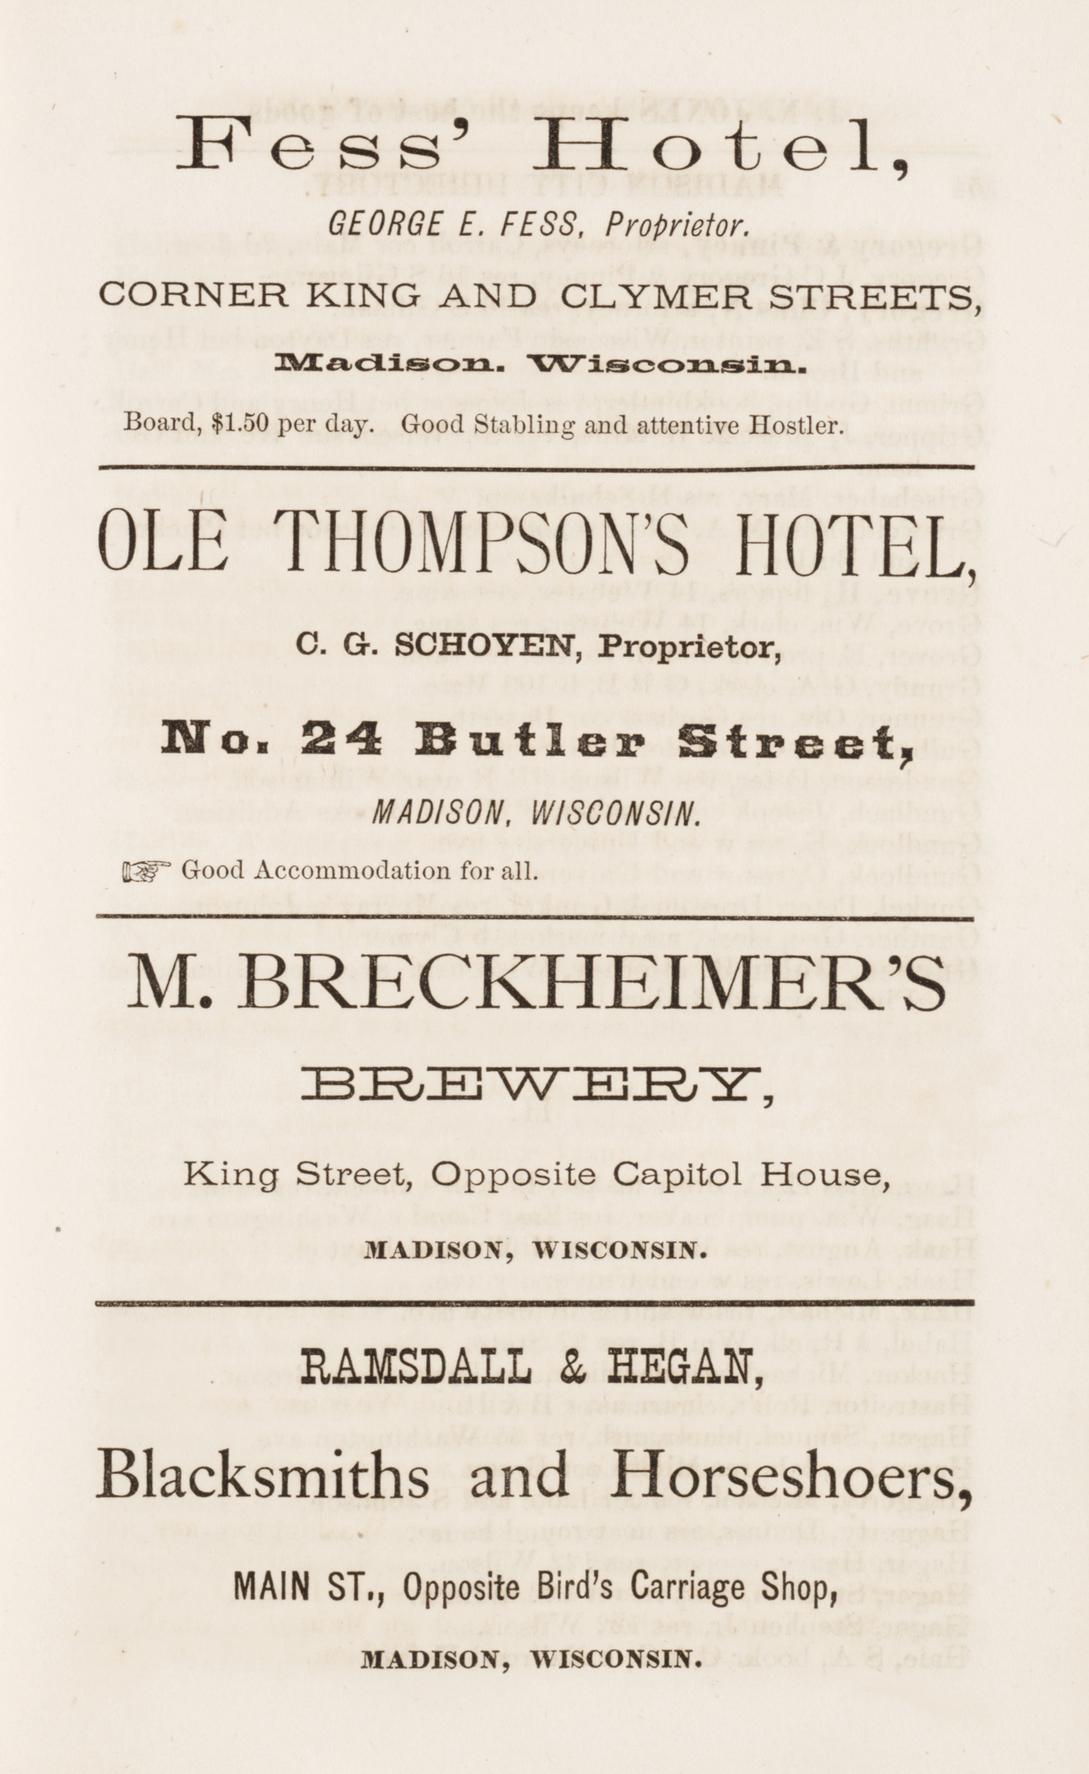 Fess' Hotel,
GEORGE E. FESS, Proprietor.
CORNER KING AND CLYMER STREETS,
Madison. Wisconsin.
Board, $1.50 per day. Good Stabling and attentive Hostler.
OLE THOMPSON'S HOTEL,
C. G. SCHOYEN, Proprietor,
No. 24 Butler Street,
MADISON, WISCONSIN.
☞ Good Accommodation for all.
M. BRECKHEIMER'S
BREWERY,
King Street, Opposite Capitol House,
MADISON, WISCONSIN.
RAMSDALL & HEGAN,
Blacksmiths and Horseshoers,
MAIN ST., Opposite Bird's Carriage Shop,
MADISON, WISCONSIN.